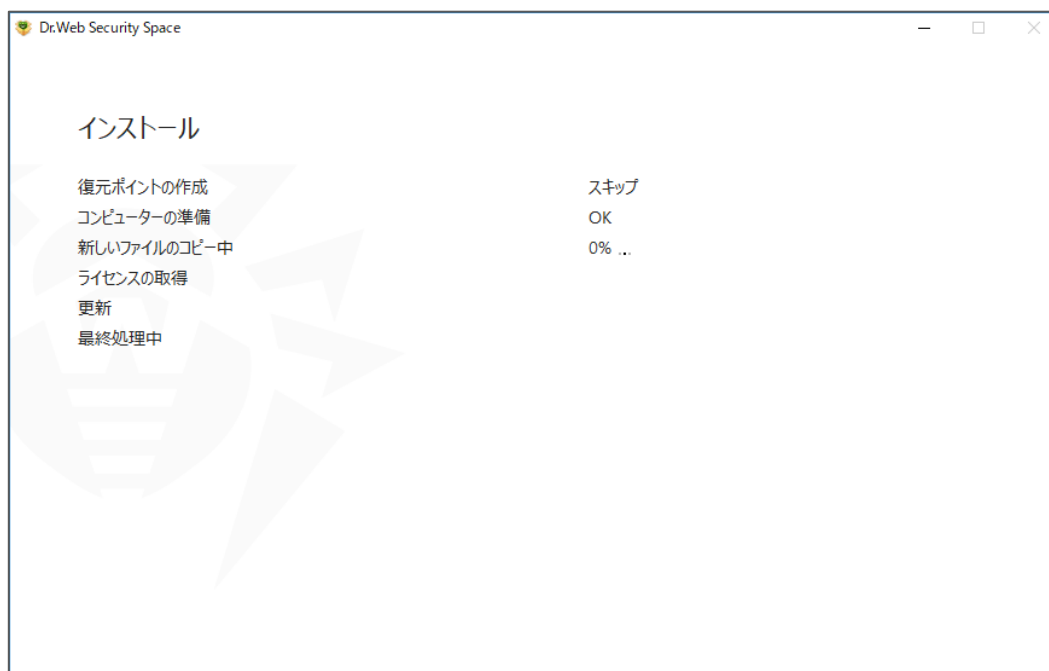 Dr.Web Security Space
インストール
復元ポイントの作成 スキップ
コンピューターの準備 OK
新しいファイルのコピー中 0% ...
ライセンスの取得
更新
最終処理中